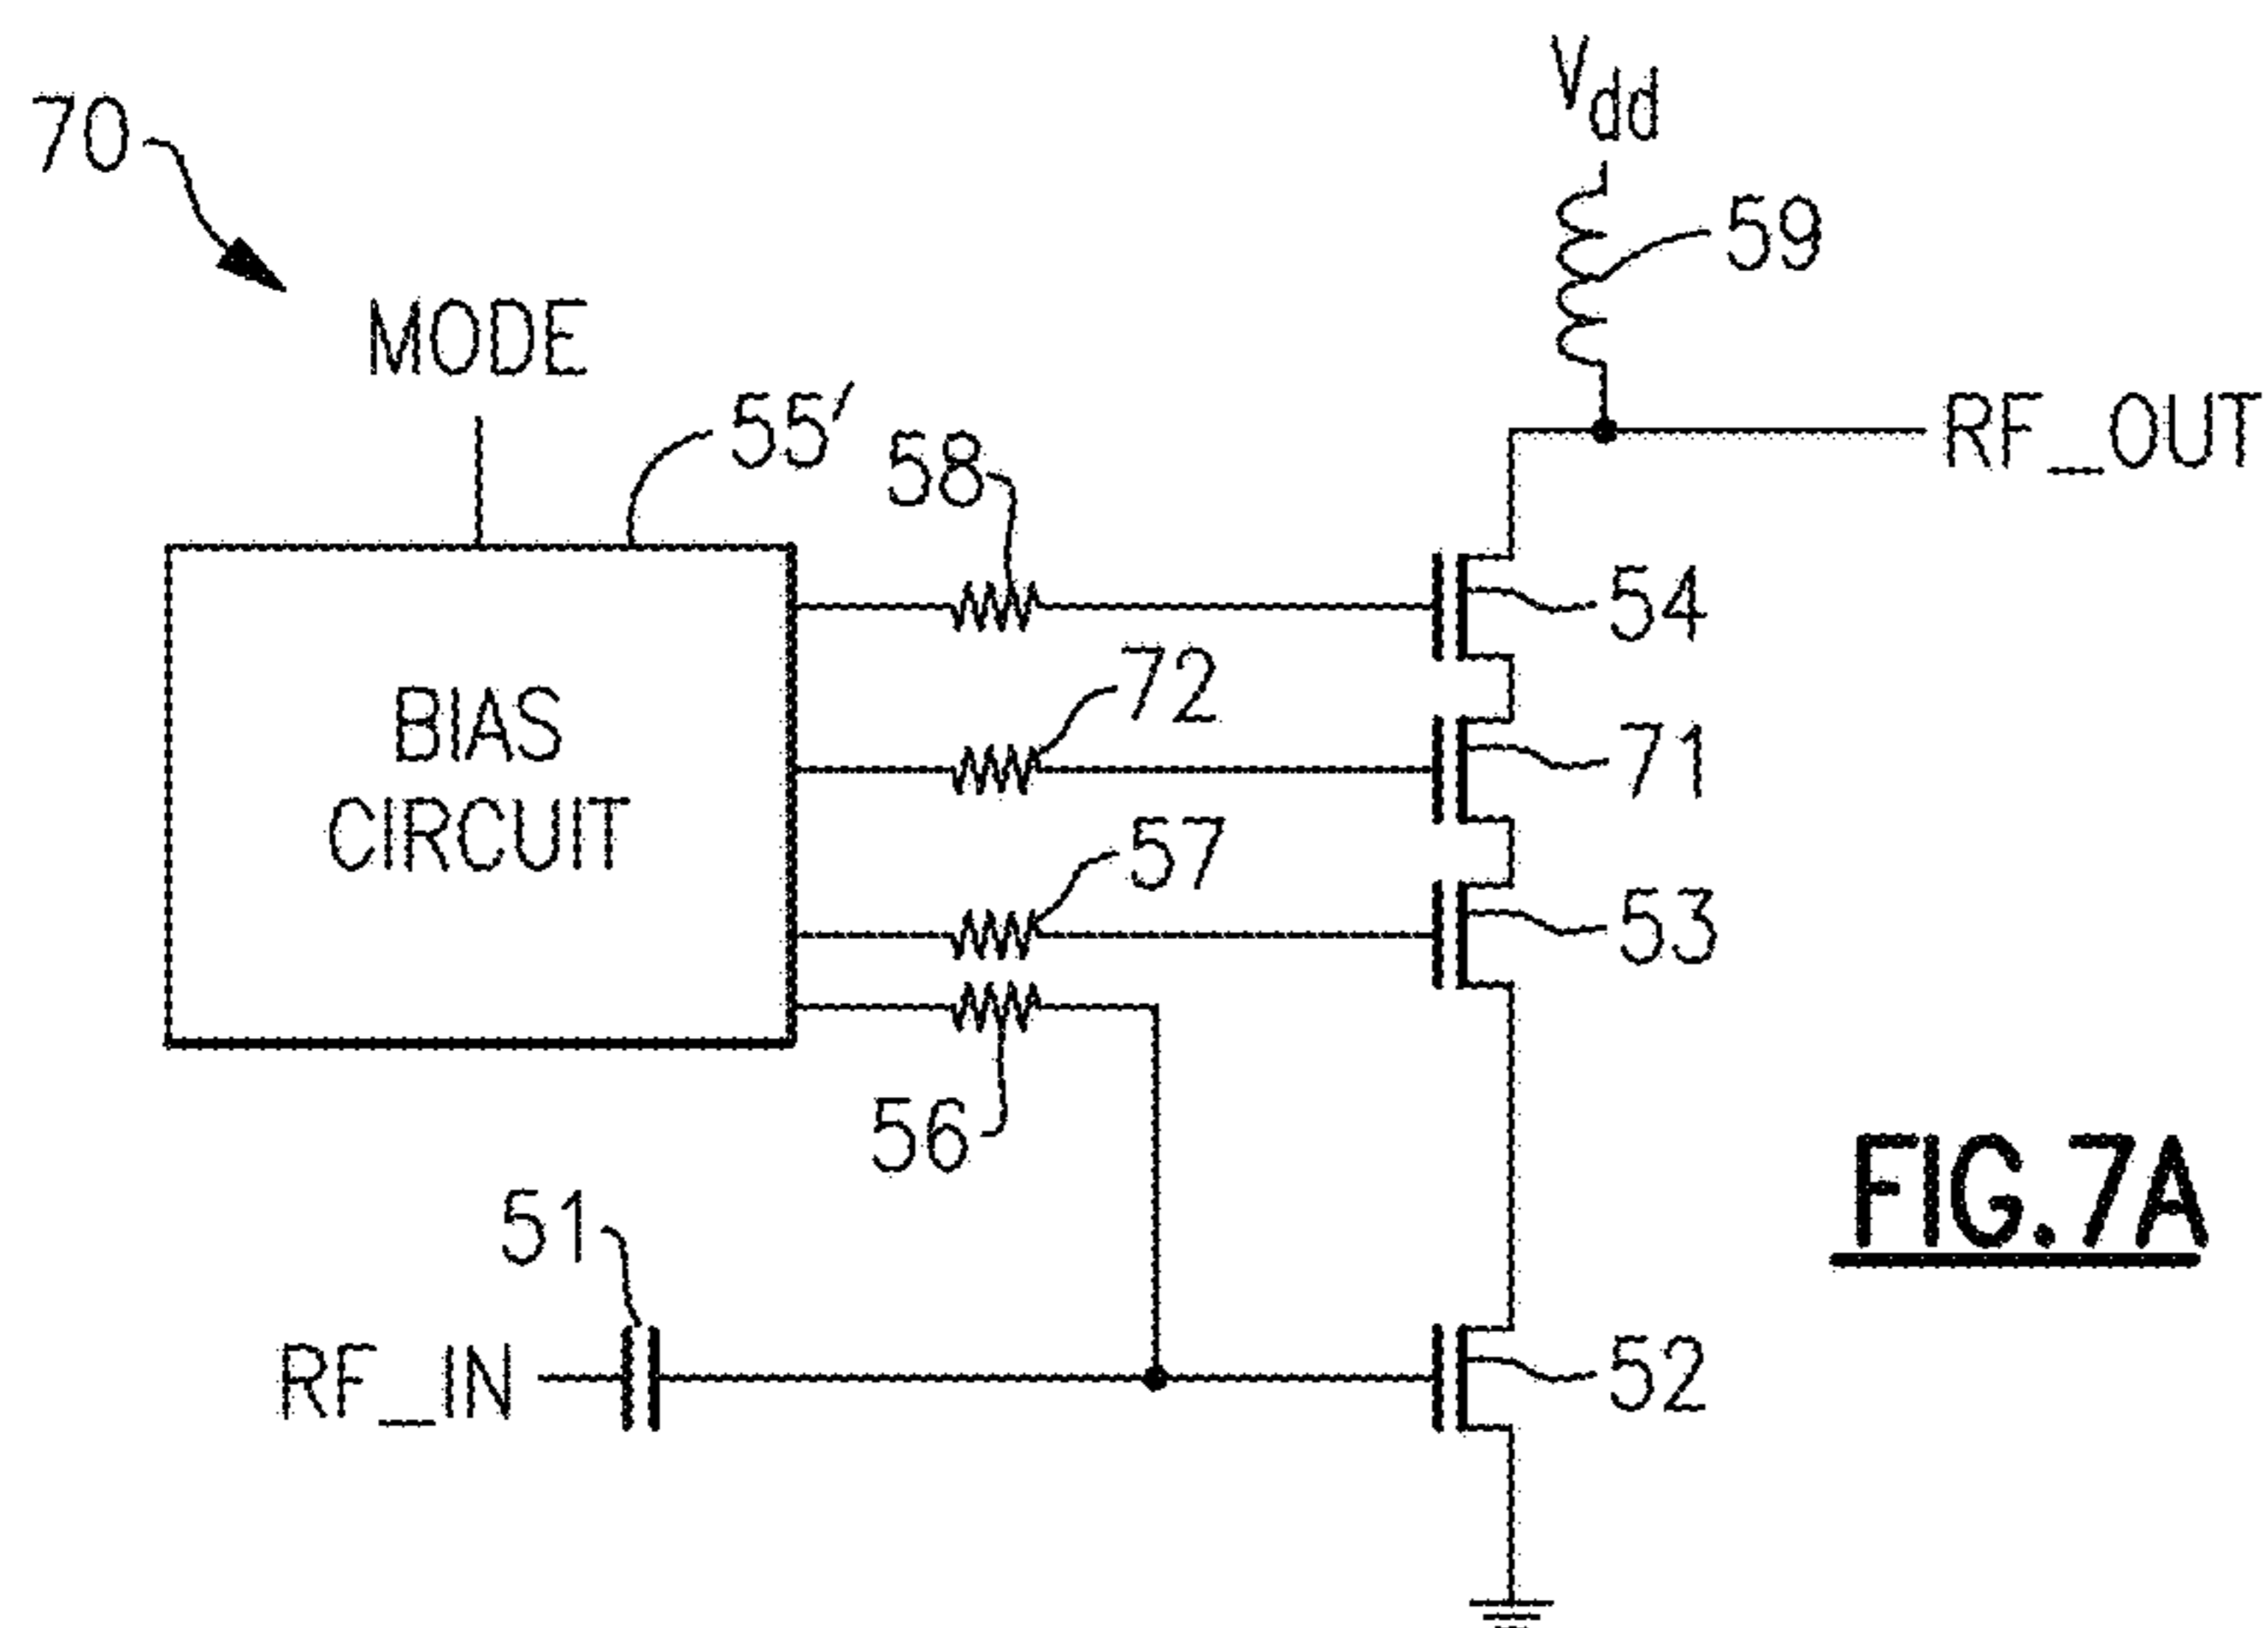 70
V_dd
59
MODE
55′
58
RF_OUT
54
72
BIAS
CIRCUIT
71
57
53
56
51
RF_IN
52
FIG.7A